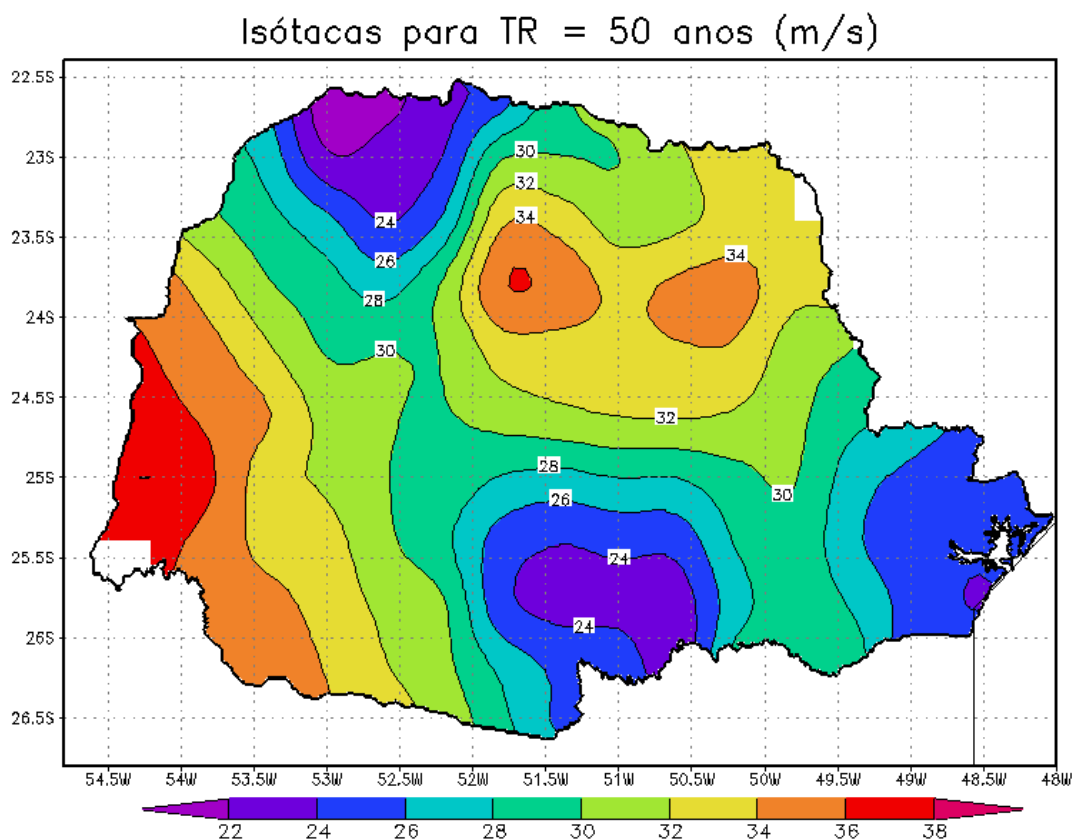 Isótacas para TR = 50 anos (m/s)
22.5S
23S
30
32
24
34
23.5S
34
26
28
24S
30
24.5S
32
28
25S
30
26
25.5S
24
24
26S
26.5S
54.5W 54W 53.5W 53W 52.5W 52W 51.5W 51W 50.5W 50W 49.5W 49W 48.5W 48W
22 24 26 28 30 32 34 36 38